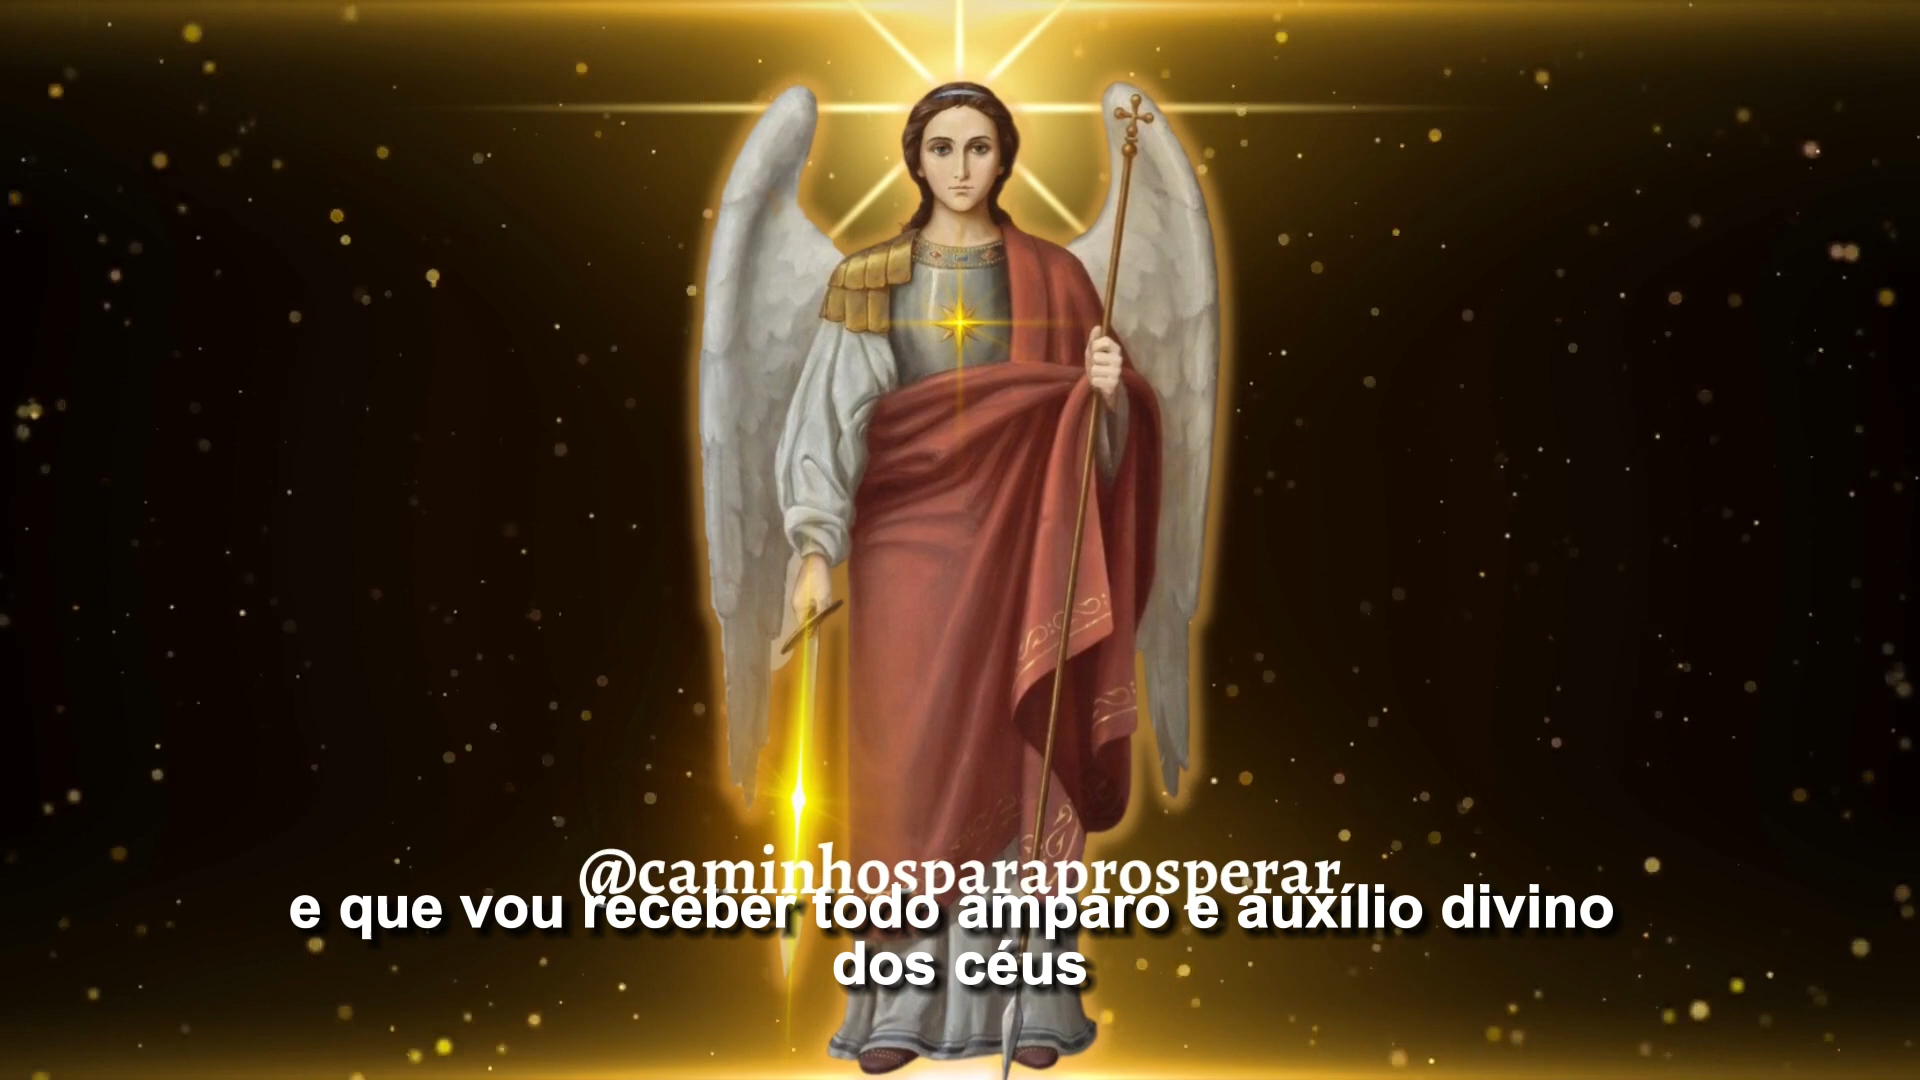 @caminhosparaprosperar
e que vou receber todo amparo e auxílio divino
dos céus